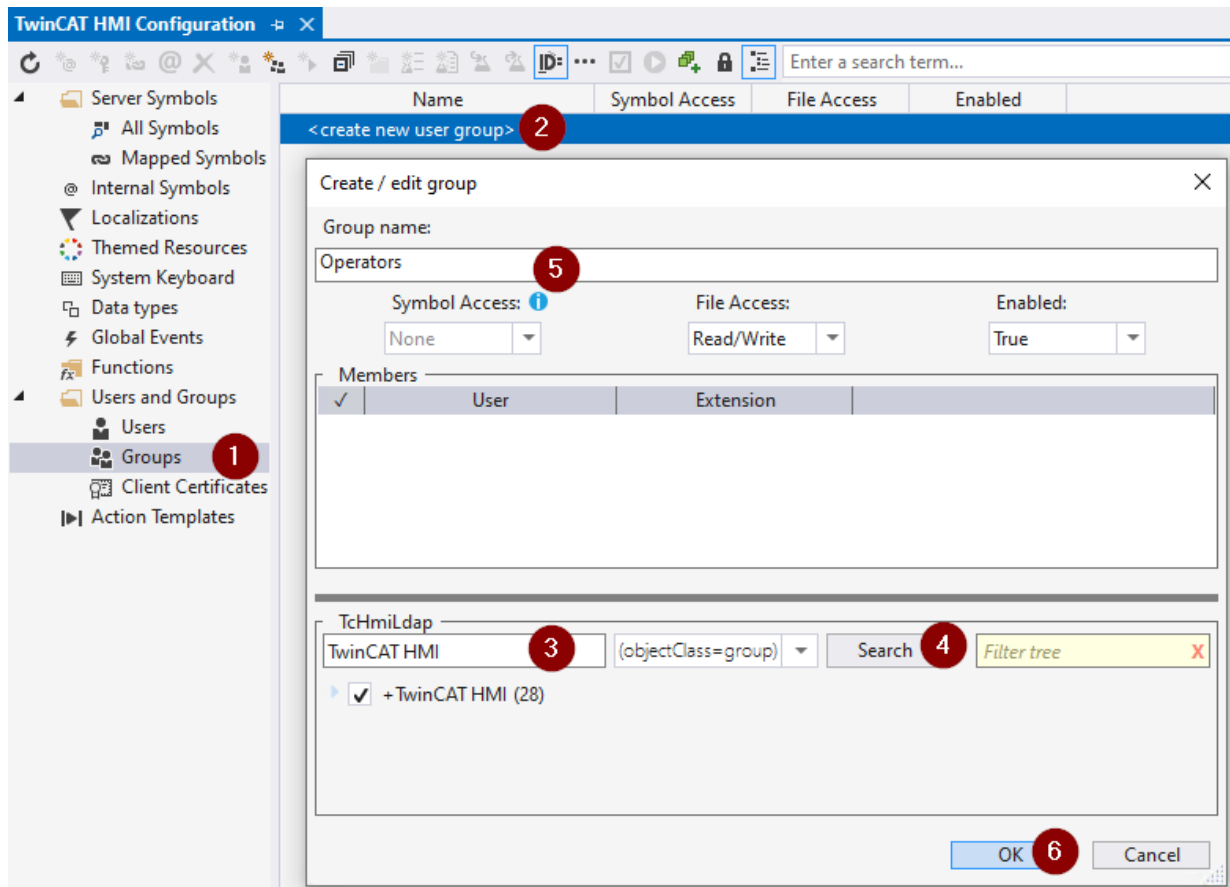 TwinCAT HMI Configuration
Enter a search term...
Server Symbols
All Symbols
Mapped Symbols
Internal Symbols
Localizations
Themed Resources
System Keyboard
Data types
Global Events
Functions
Users and Groups
Users
Groups 1
Client Certificates
Action Templates
Name Symbol Access File Access Enabled
<create new user group> 2
Create / edit group
Group name:
Operators 5
Symbol Access: File Access: Enabled:
None Read/Write True
Members
✓ User Extension
TcHmiLdap
TwinCAT HMI 3 (objectClass=group) Search 4 Filter tree X
+TwinCAT HMI (28)
OK 6 Cancel